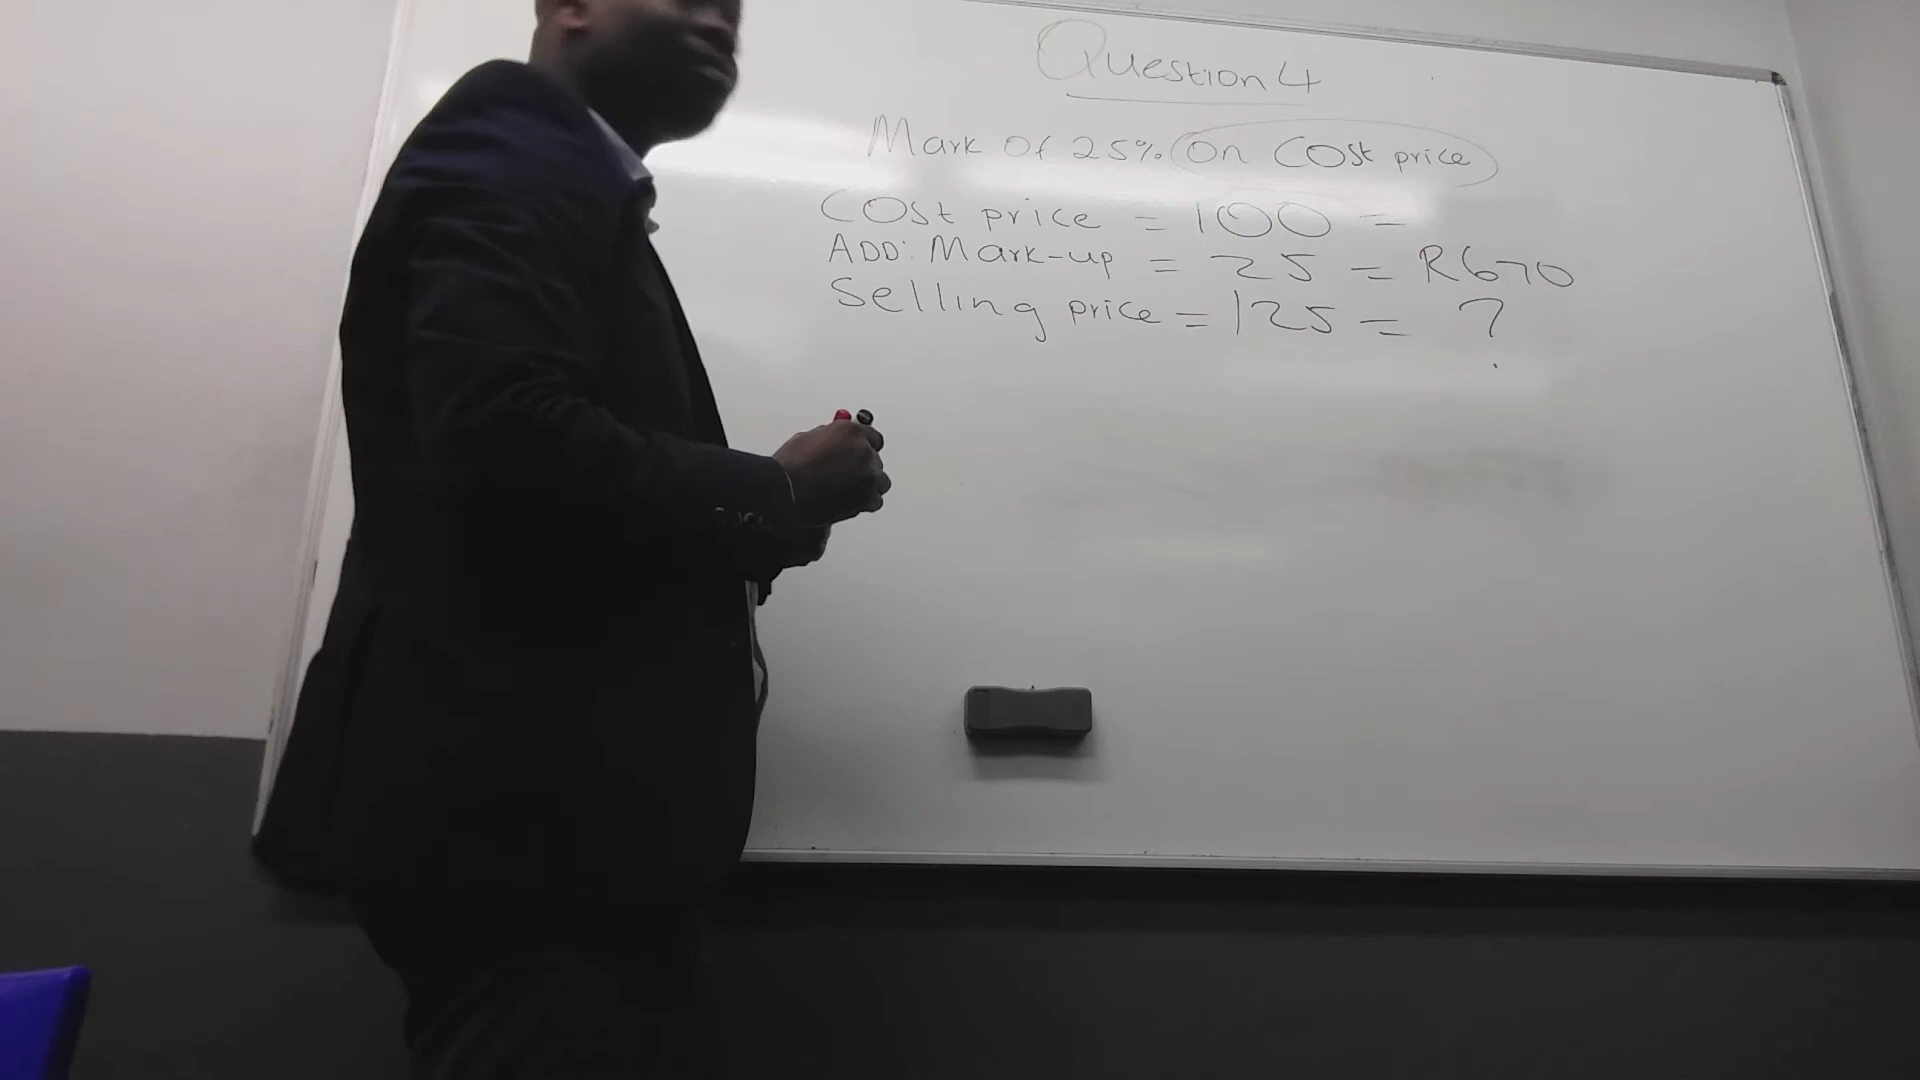 Question 4
Mark Of 25% On Cost price
Cost price = 100 =
ADD: Mark-up = 25 = R670
Selling price = 125 = ?